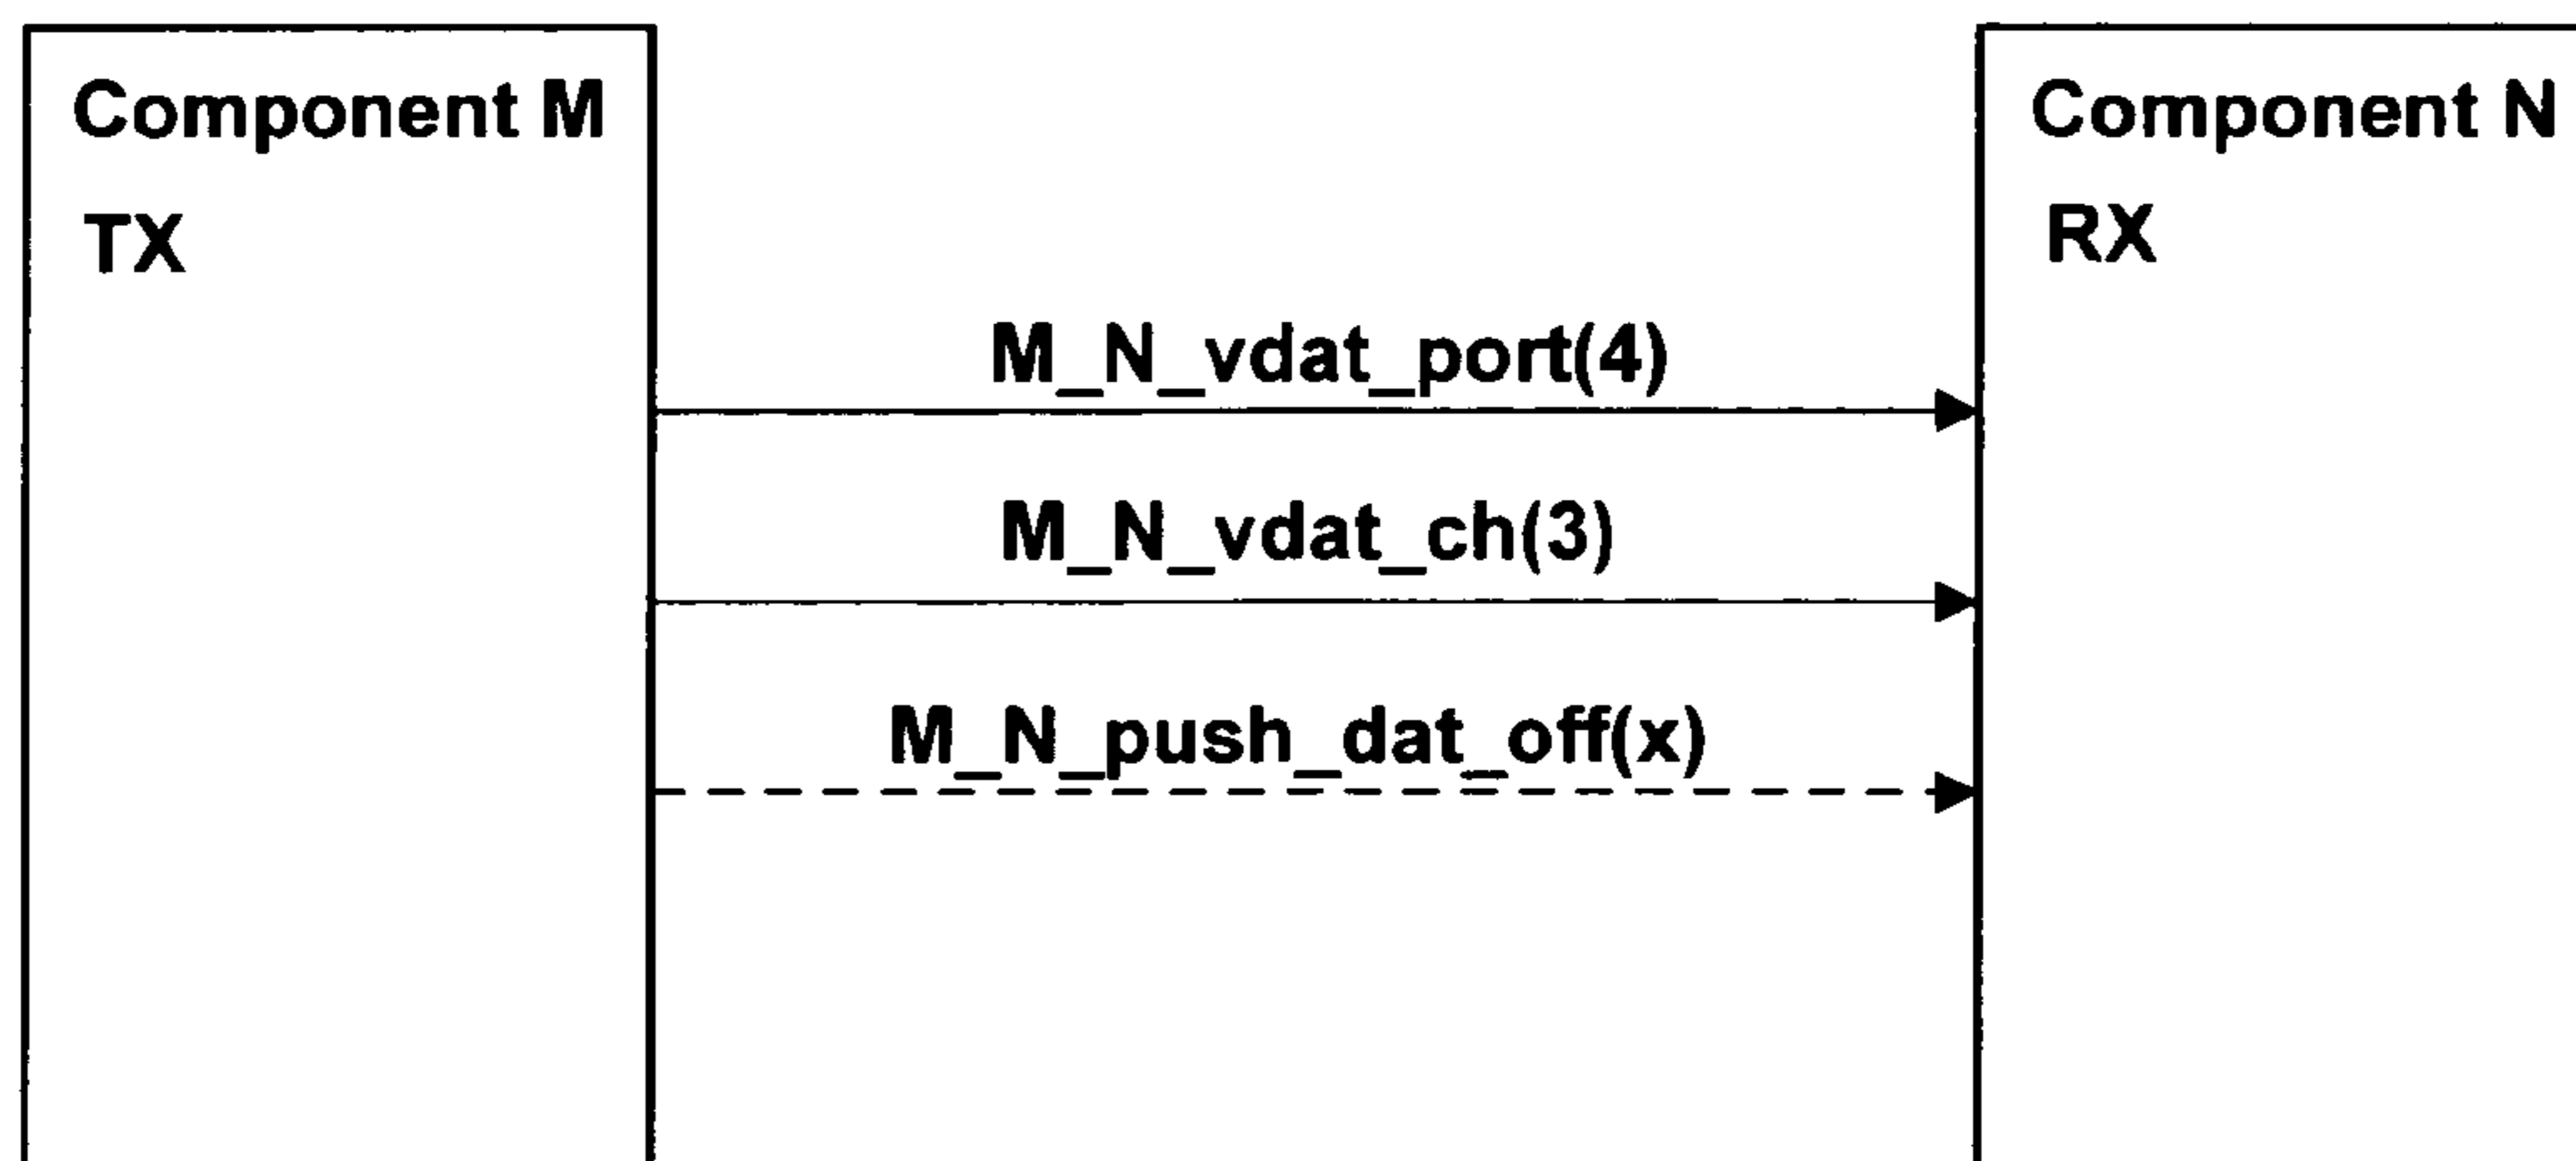 Component M
TX
Component N
RX
M_N_vdat_port(4)
M_N_vdat_ch(3)
M_N_push_dat_off(x)